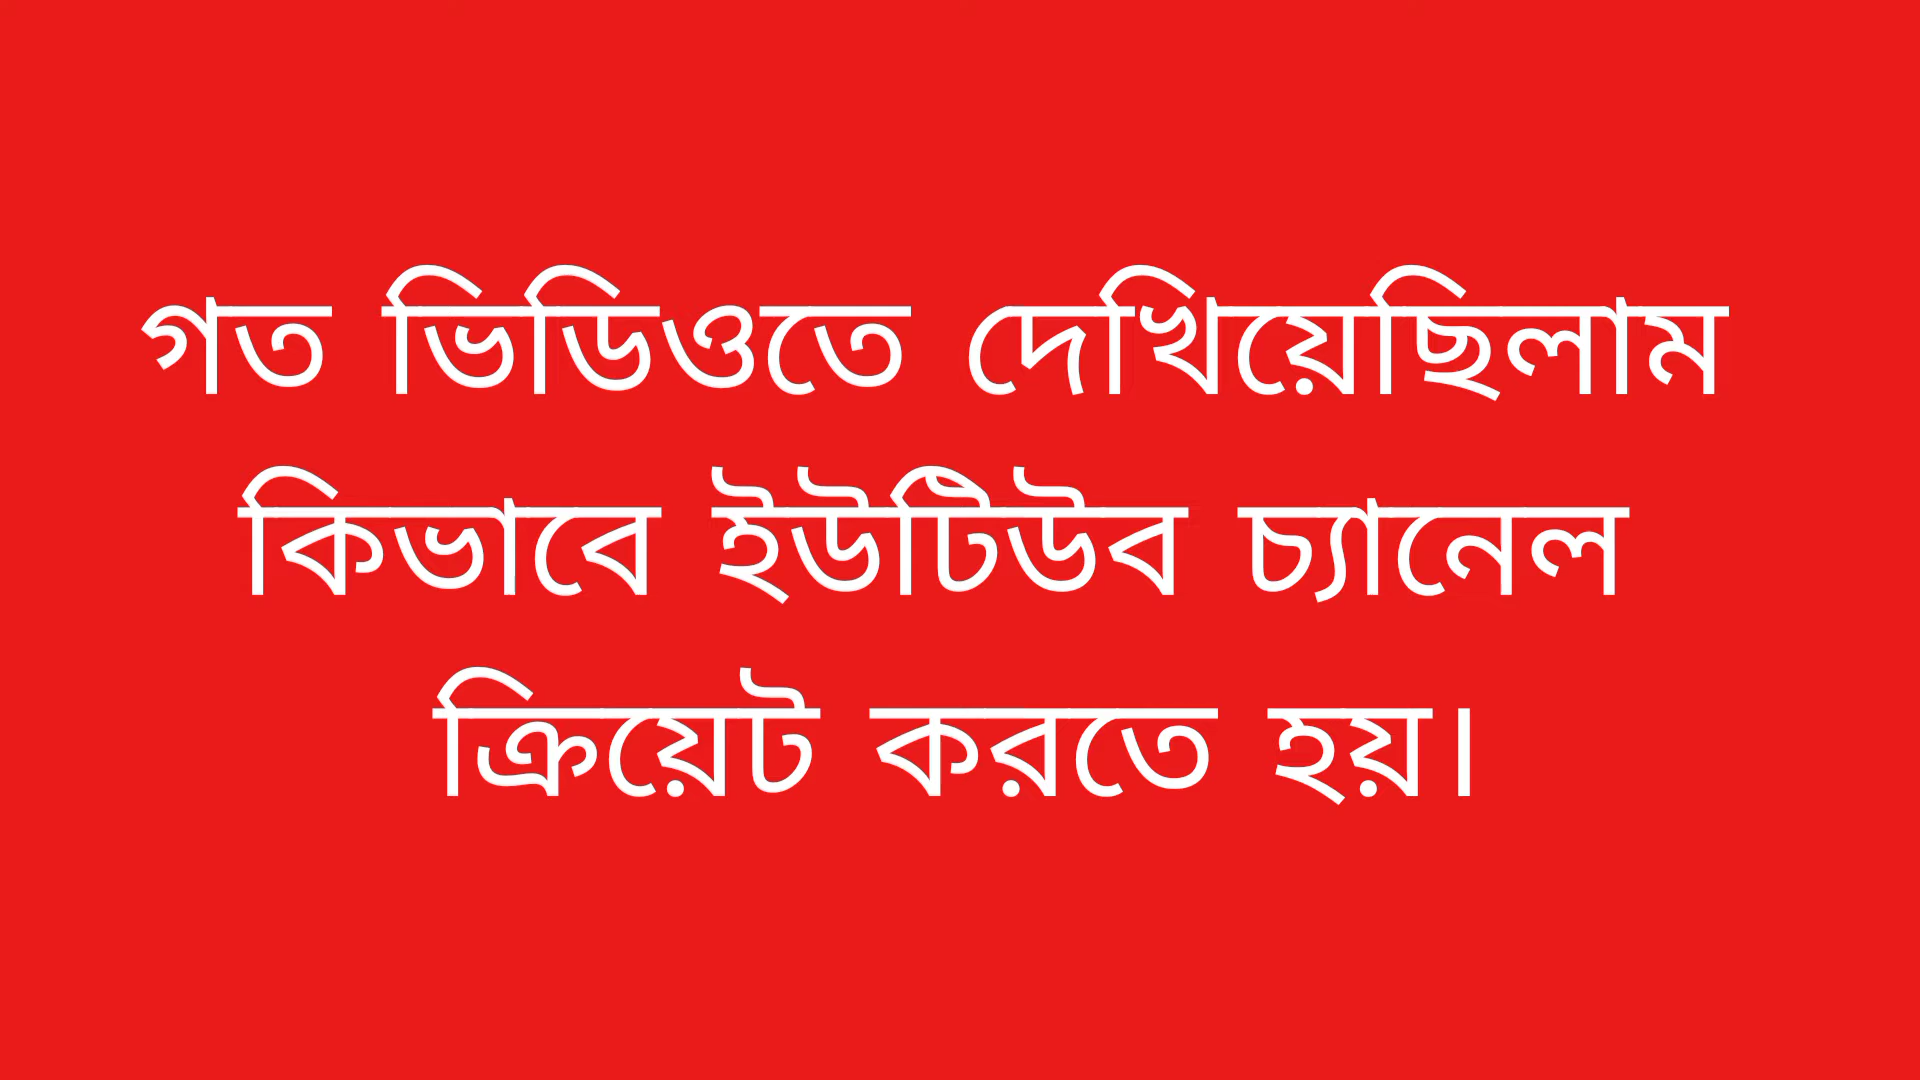 গত ভিডিওতে দেখিয়েছিলাম
কিভাবে ইউটিউব চ্যানেল
ক্রিয়েট করতে হয়।